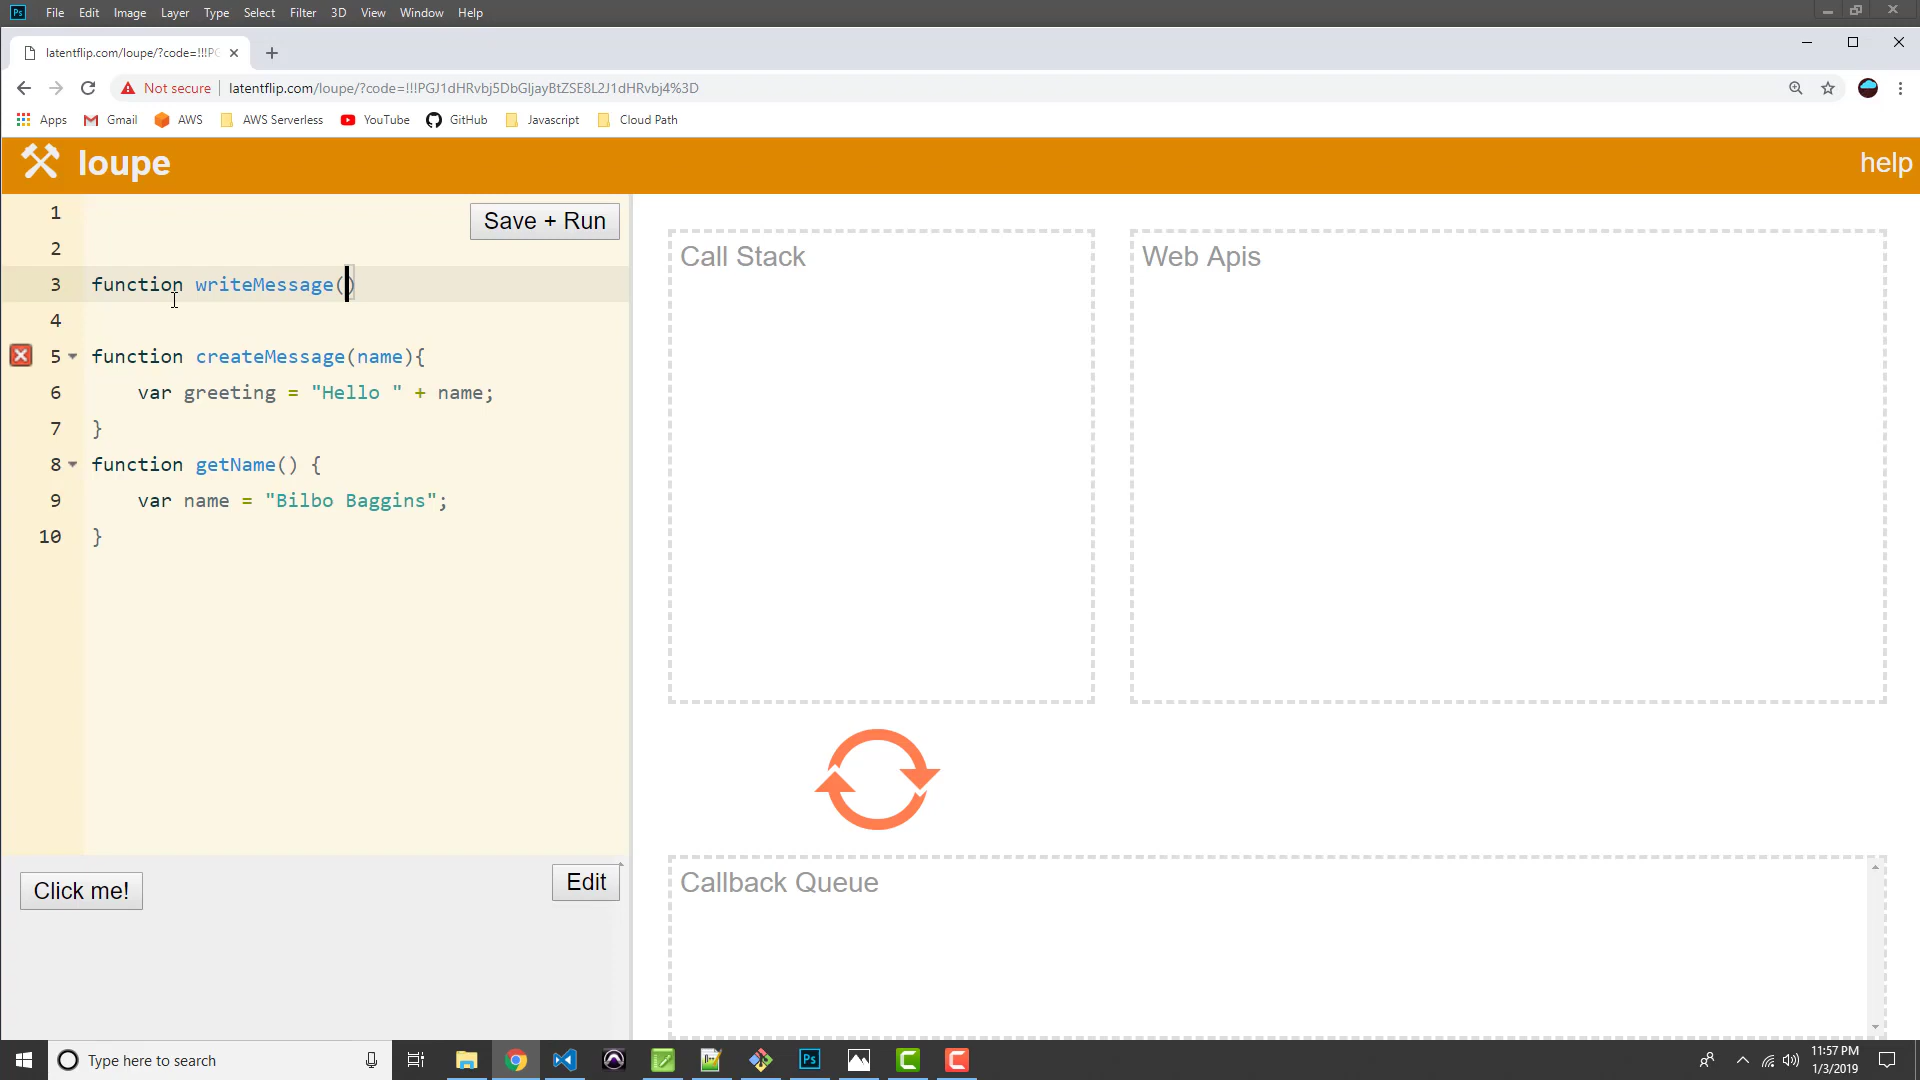 Ps File Edit Image Layer Type Select Filter 3D View Window Help
latentflip.com/loupe/?code=!!!PG
Not secure latentflip.com/loupe/?code=!!!PGJ1dHRvbj5DbGljayBtZSE8L2J1dHRvbj4%3D
Apps Gmail AWS AWS Serverless YouTube GitHub Javascript Cloud Path
loupe help
Save + Run
1
2
3 function writeMessage()
4
5 function createMessage(name){
6 var greeting = "Hello " + name;
7 }
8 function getName() {
9 var name = "Bilbo Baggins";
10 }
Call Stack
Web Apis
Click me!
Edit
Callback Queue
Type here to search
Ps
11:57 PM
1/3/2019